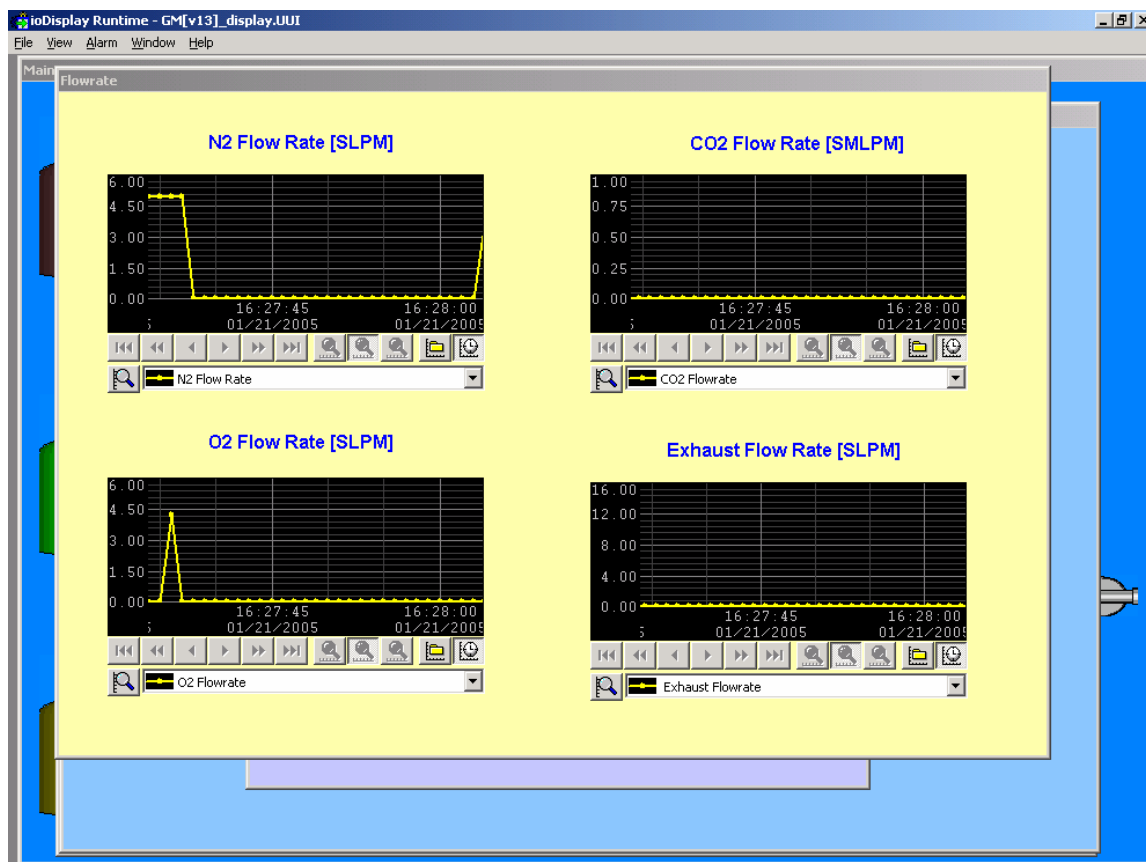 ioDisplay Runtime - GM[v13]_display.UUI
File View Alarm Window Help
Main
Flowrate
N2 Flow Rate [SLPM]
6.00
4.50
3.00
1.50
0.00
16:27:45 16:28:00
5 01/21/2005 01/21/2005
N2 Flow Rate
CO2 Flow Rate [SMLPM]
1.00
0.75
0.50
0.25
0.00
16:27:45 16:28:00
5 01/21/2005 01/21/2005
CO2 Flowrate
O2 Flow Rate [SLPM]
6.00
4.50
3.00
1.50
0.00
16:27:45 16:28:00
5 01/21/2005 01/21/2005
O2 Flowrate
Exhaust Flow Rate [SLPM]
16.00
12.00
8.00
4.00
0.00
16:27:45 16:28:00
5 01/21/2005 01/21/2005
Exhaust Flowrate